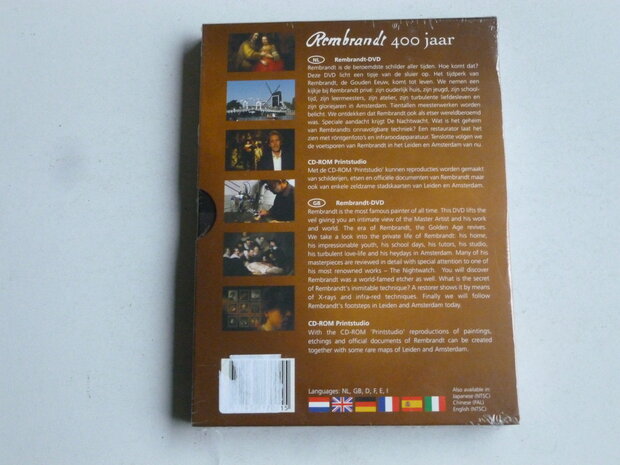 Rembrandt 400 jaar
NL Rembrandt-DVD
Rembrandt is de beroemdste schilder aller tijden. Hoe komt dat?
Deze DVD licht een tipje van de sluier op. Het tijdperk van
Rembrandt, de Gouden Eeuw, komt tot leven. We nemen een
kijkje bij Rembrandt privé: zijn ouderlijk huis, zijn jeugd, zijn school-
tijd, zijn leermeesters, zijn atelier, zijn turbulente liefdesleven en
zijn gloriejaren in Amsterdam. Tientallen meesterwerken worden
belicht. We ontdekken dat Rembrandt ook als etser wereldberoemd
was. Speciale aandacht krijgt De Nachtwacht. Wat is het geheim
van Rembrandts onnavolgbare techniek? Een restaurator laat het
zien met röntgenfoto's en infraroodapparatuur. Tenslotte volgen we
de voetsporen van Rembrandt in het Leiden en Amsterdam van nu.
CD-ROM Printstudio
Met de CD-ROM 'Printstudio' kunnen reproducties worden gemaakt
van schilderijen, etsen en officiële documenten van Rembrandt maar
ook van enkele zeldzame stadskaarten van Leiden en Amsterdam.
GB Rembrandt-DVD
Rembrandt is the most famous painter of all time. This DVD lifts the
veil giving you an intimate view of the Master Artist and his work
and world. The era of Rembrandt, the Golden Age revives.
We take a look into the private life of Rembrandt: his home,
his impressionable youth, his school days, his tutors, his studio,
his turbulent love-life and his heydays in Amsterdam. Many of his
masterpieces are reviewed in detail with special attention to one of
his most renowned works – The Nightwatch. You will discover
Rembrandt was a world-famed etcher as well. What is the secret
of Rembrandt's inimitable technique? A restorer shows it by means
of X-rays and infra-red techniques. Finally we will follow
Rembrandt's footsteps in Leiden and Amsterdam today.
CD-ROM Printstudio
With the CD-ROM 'Printstudio' reproductions of paintings,
etchings and official documents of Rembrandt can be created
together with some rare maps of Leiden and Amsterdam.
Languages: NL, GB, D, F, E, I
Also available in
Japanese (NTSC)
Chinese (PAL)
English (NTSC)